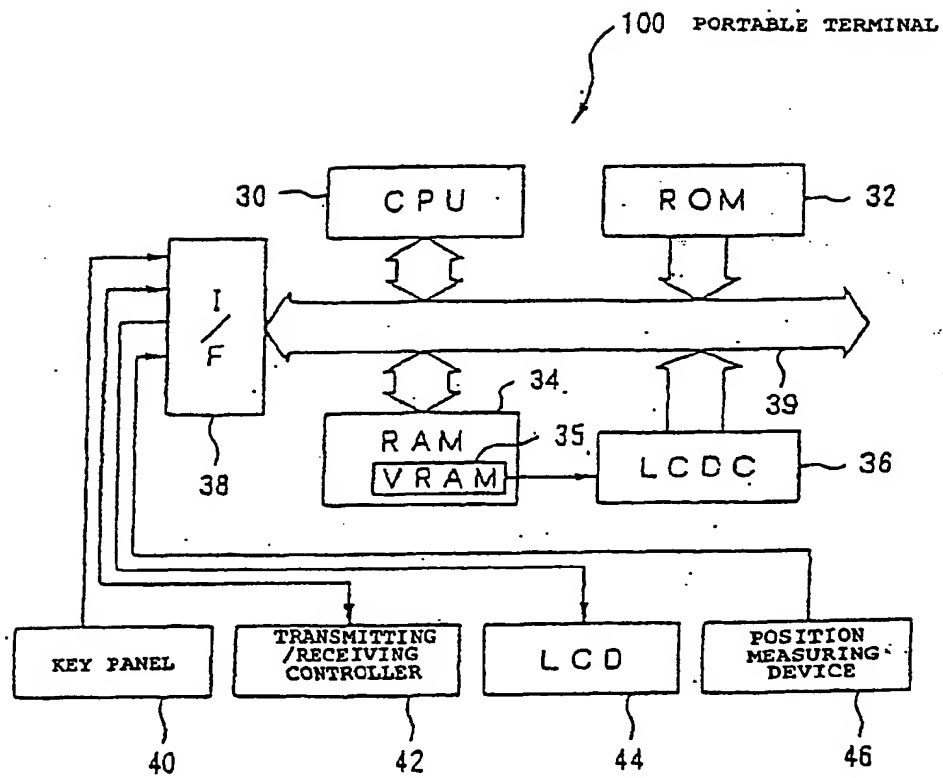 100 PORTABLE TERMINAL
30
CPU
ROM
32
I/F
34
39
RAM
35
VRAM
LCDC
36
38
KEY PANEL
TRANSMITTING
/RECEIVING
CONTROLLER
LCD
POSITION
MEASURING
DEVICE
40
42
44
46